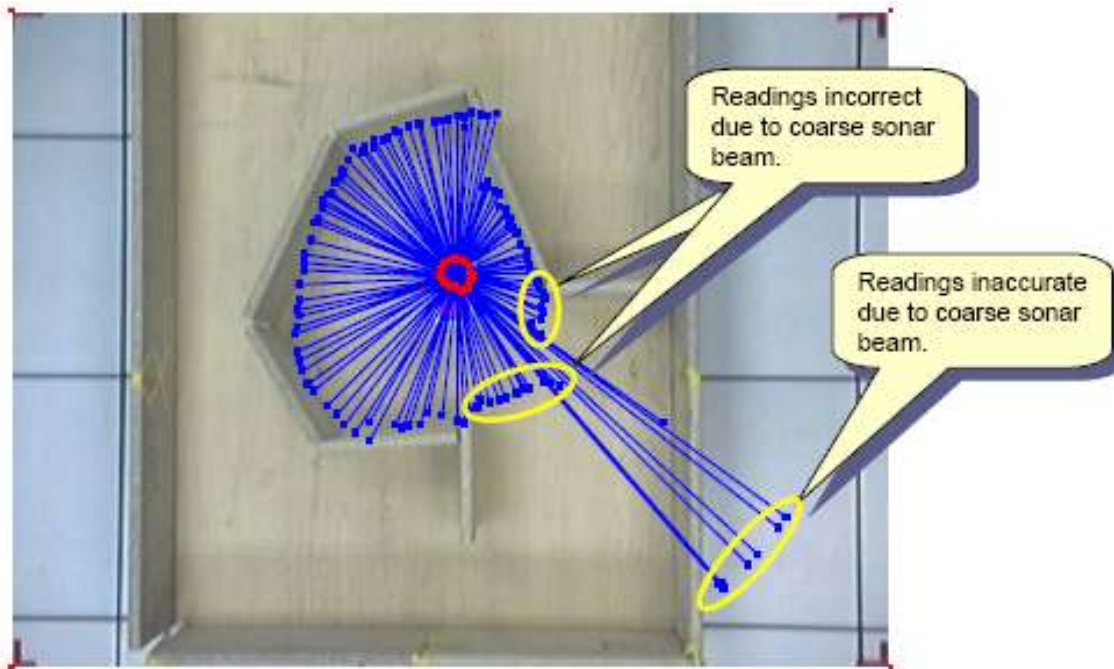 Readings incorrect
due to coarse sonar
beam.
Readings inaccurate
due to coarse sonar
beam.